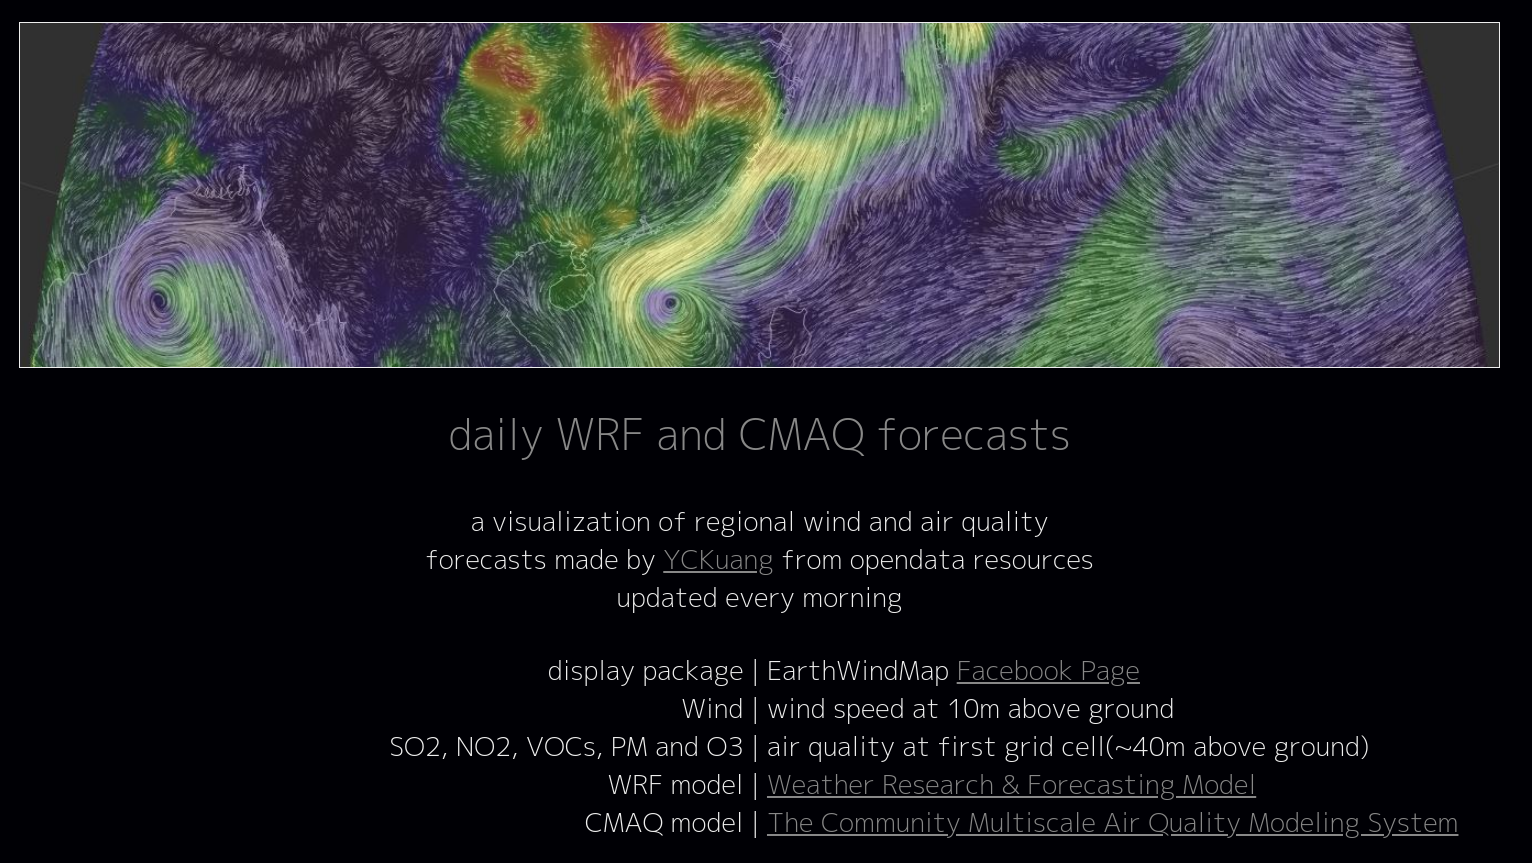 daily WRF and CMAQ forecasts
a visualization of regional wind and air quality
forecasts made by YCKuang from opendata resources
updated every morning
display package | EarthWindMap Facebook Page
Wind | wind speed at 10m above ground
SO2, NO2, VOCs, PM and O3 | air quality at first grid cell(~40m above ground)
WRF model | Weather Research & Forecasting Model
CMAQ model | The Community Multiscale Air Quality Modeling System